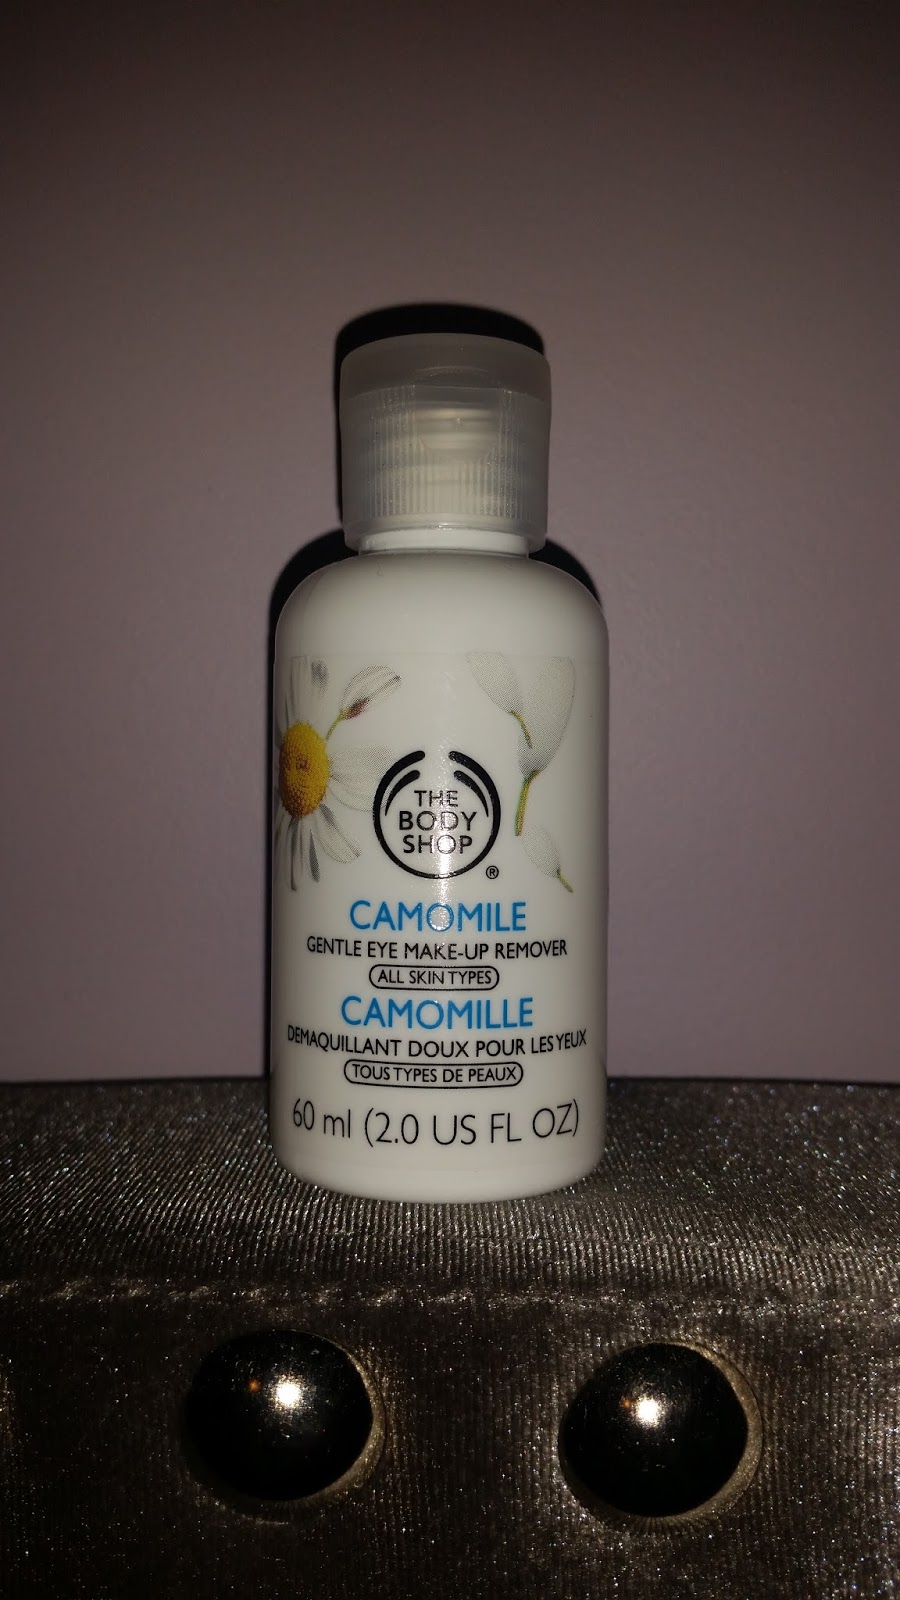 THE
BODY
SHOP
®
CAMOMILE
GENTLE EYE MAKE-UP REMOVER
ALL SKIN TYPES
CAMOMILLE
DEMAQUILLANT DOUX POUR LES YEUX
TOUS TYPES DE PEAUX
60 ml (2.0 US FL OZ)